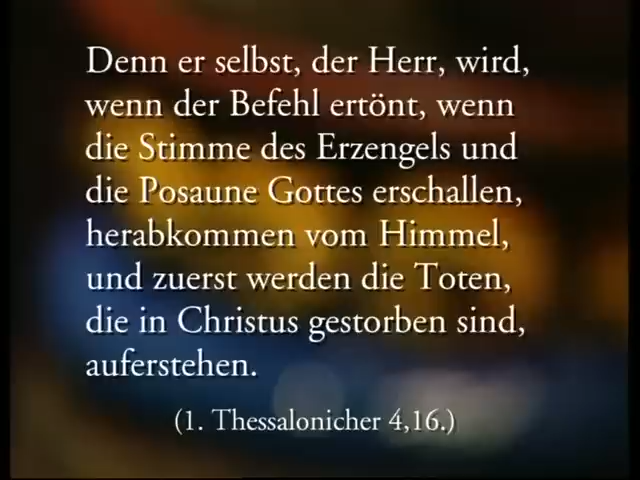 Denn er selbst, der Herr, wird,
wenn der Befehl ertönt, wenn
die Stimme des Erzengels und
die Posaune Gottes erschallen,
herabkommen vom Himmel,
und zuerst werden die Toten,
die in Christus gestorben sind,
auferstehen.
(1. Thessalonicher 4,16.)